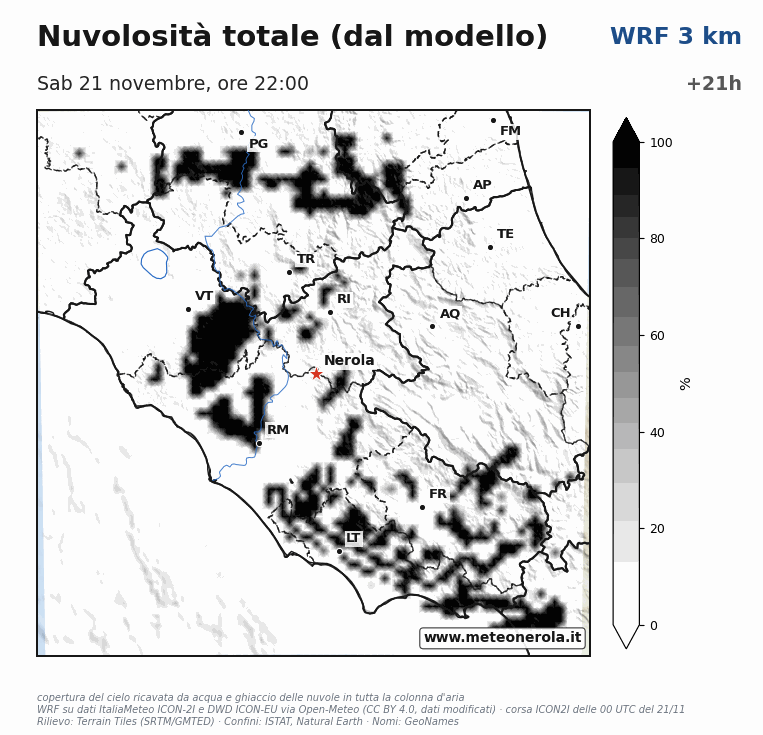 Nuvolosità totale (dal modello)
WRF 3 km
Sab 21 novembre, ore 22:00
+21h
FM
PG
AP
TE
TR
VT
RI
AQ
CH.
Nerola
RM
FR
LT
www.meteonerola.it
100
80
60
40
20
0
%
copertura del cielo ricavata da acqua e ghiaccio delle nuvole in tutta la colonna d'aria
WRF su dati ItaliaMeteo ICON-2I e DWD ICON-EU via Open-Meteo (CC BY 4.0, dati modificati) · corsa ICON2I delle 00 UTC del 21/11
Rilievo: Terrain Tiles (SRTM/GMTED) · Confini: ISTAT, Natural Earth · Nomi: GeoNames